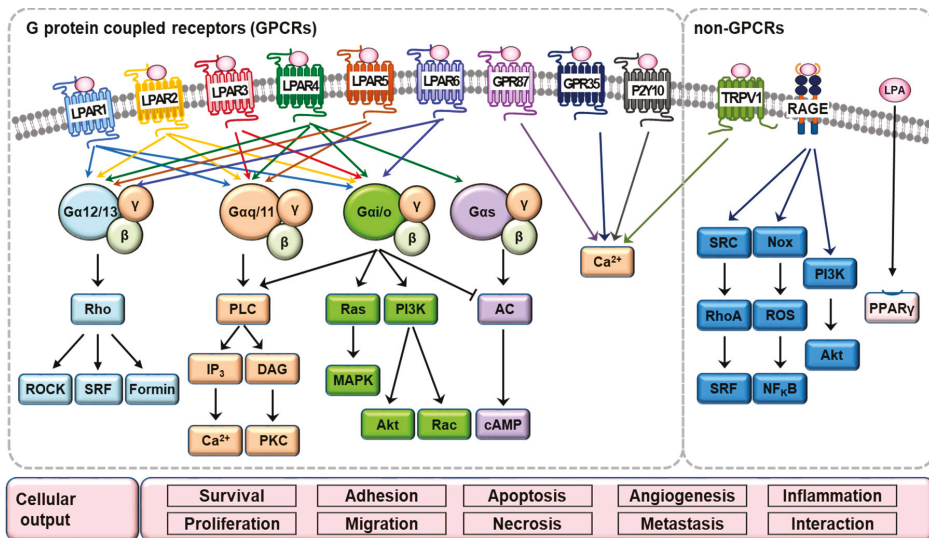 G protein coupled receptors (GPCRs)
non-GPCRs
LPAR1
LPAR2
LPAR3
LPAR4
LPAR5
LPAR6
GPR87
GPR35
P2Y10
TRPV1
RAGE
LPA
Gα12/13
γ
β
Gαq/11
γ
β
Gαi/o
γ
β
Gαs
γ
β
Ca²⁺
SRC
Nox
PI3K
Rho
PLC
Ras
PI3K
AC
RhoA
ROS
PPARγ
Akt
ROCK
SRF
Formin
IP₃
DAG
MAPK
SRF
NFκB
Ca²⁺
PKC
Akt
Rac
cAMP
Cellular
output
Survival
Adhesion
Apoptosis
Angiogenesis
Inflammation
Proliferation
Migration
Necrosis
Metastasis
Interaction